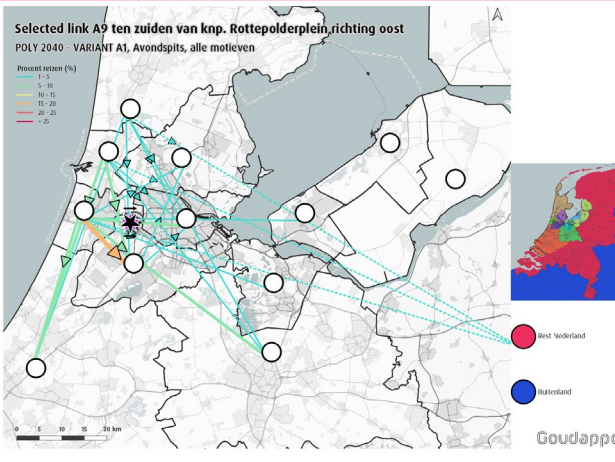 Selected link A9 ten zuiden van knp. Rottepolderplein,richting oost
POLY 2040 - VARIANT A1, Avondspits, alle motieven
Procent reizen (%)
1 - 5
5 - 10
10 - 15
15 - 20
20 - 25
> 25
Rest Nederland
Buitenland
0 5 10 15 20 km
Goudappe